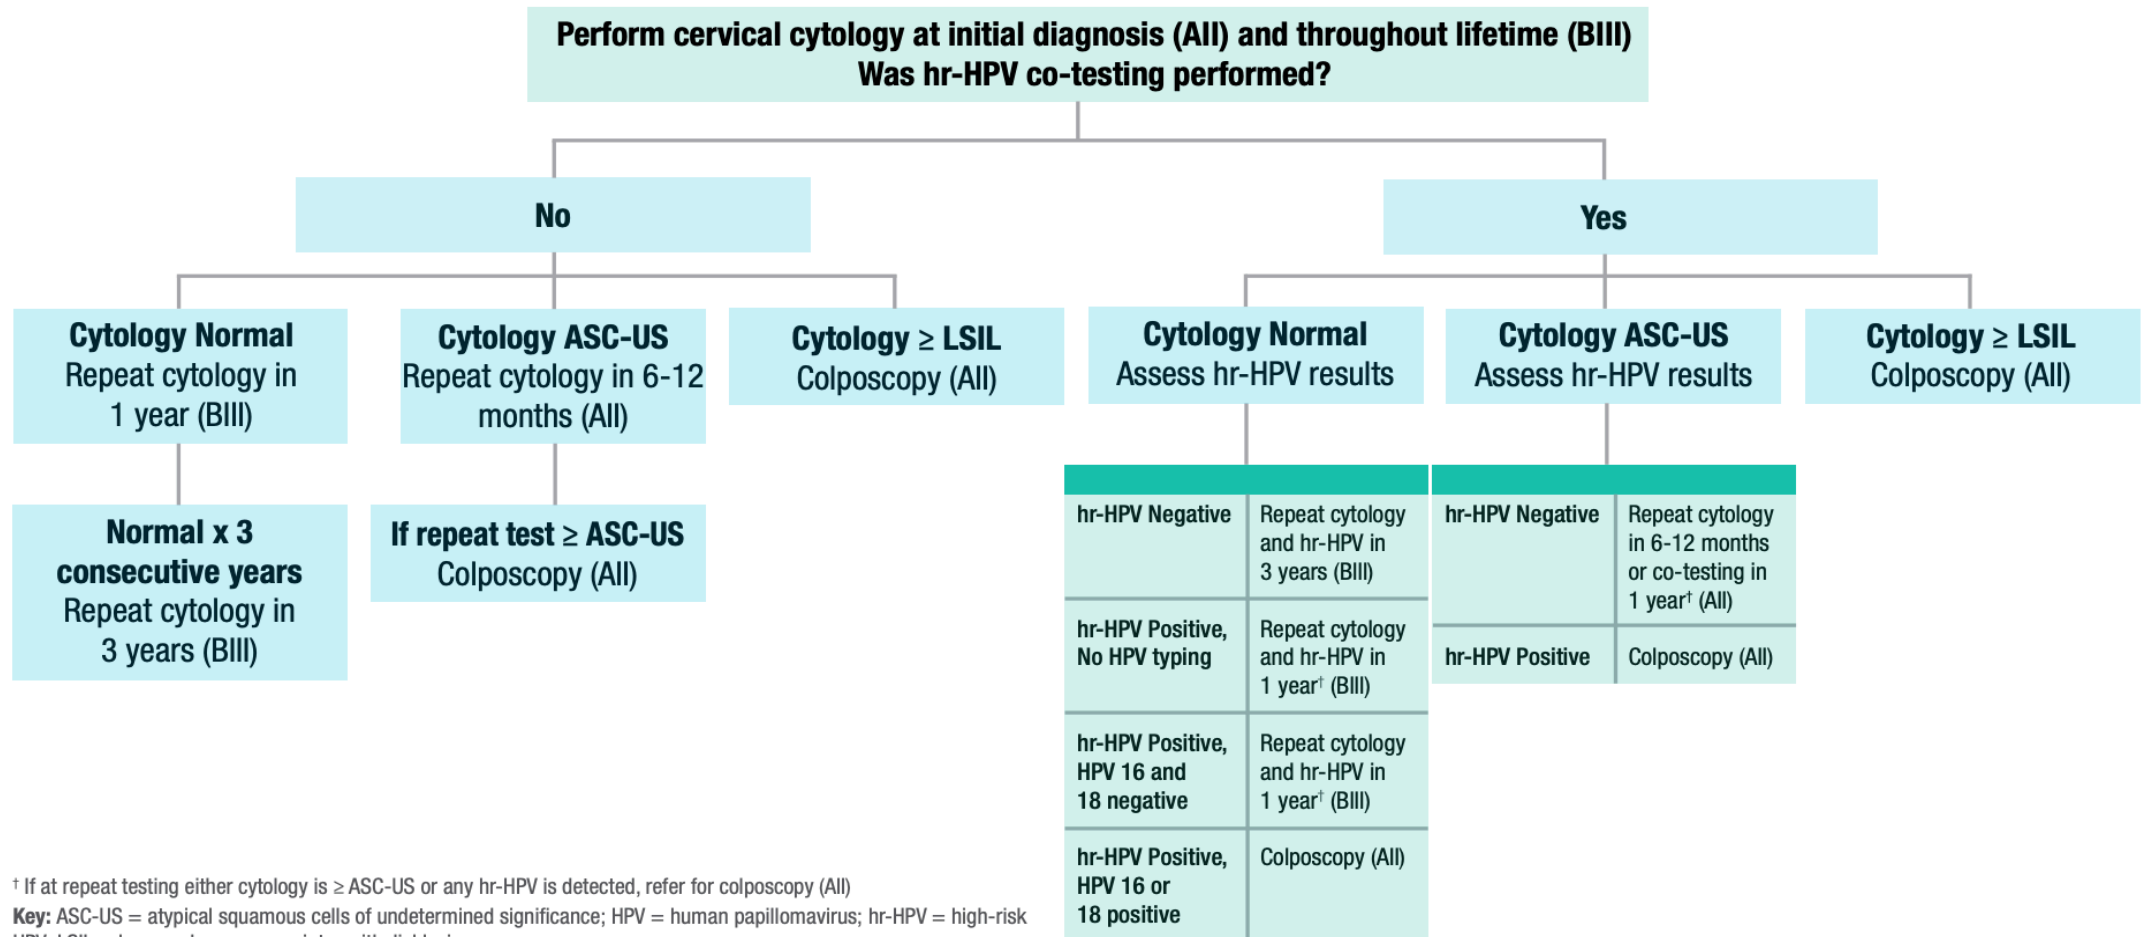 Perform cervical cytology at initial diagnosis (AII) and throughout lifetime (BIII)
Was hr-HPV co-testing performed?
No
Yes
Cytology Normal
Repeat cytology in
1 year (BIII)
Cytology ASC-US
Repeat cytology in 6-12
months (AII)
Cytology ≥ LSIL
Colposcopy (AII)
Cytology Normal
Assess hr-HPV results
Cytology ASC-US
Assess hr-HPV results
Cytology ≥ LSIL
Colposcopy (AII)
Normal x 3
consecutive years
Repeat cytology in
3 years (BIII)
If repeat test ≥ ASC-US
Colposcopy (AII)
hr-HPV Negative
Repeat cytology
and hr-HPV in
3 years (BIII)
hr-HPV Positive,
No HPV typing
Repeat cytology
and hr-HPV in
1 year† (BIII)
hr-HPV Positive,
HPV 16 and
18 negative
Repeat cytology
and hr-HPV in
1 year† (BIII)
hr-HPV Positive,
HPV 16 or
18 positive
Colposcopy (AII)
hr-HPV Negative
Repeat cytology
in 6-12 months
or co-testing in
1 year† (AII)
hr-HPV Positive
Colposcopy (AII)
† If at repeat testing either cytology is ≥ ASC-US or any hr-HPV is detected, refer for colposcopy (AII)
Key: ASC-US = atypical squamous cells of undetermined significance; HPV = human papillomavirus; hr-HPV = high-risk